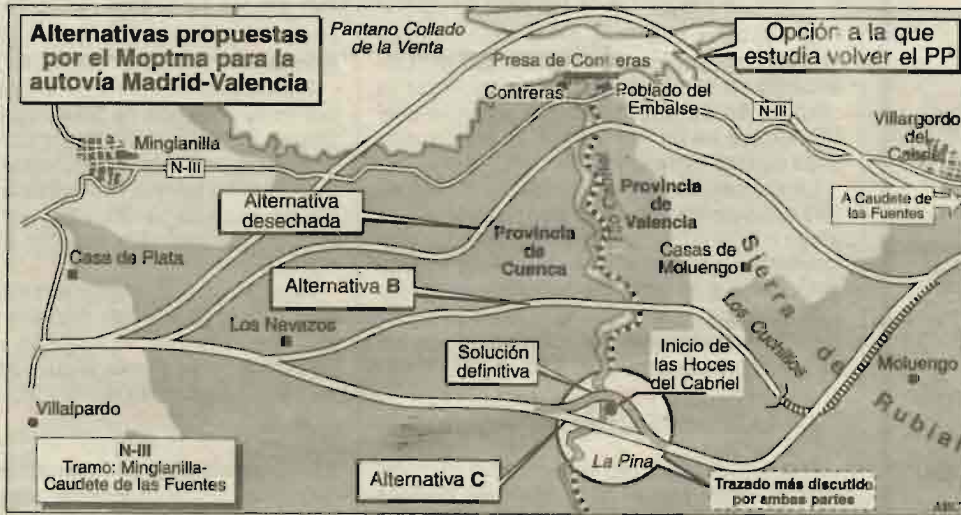 Alternativas propuestas
por el Moptma para la
autovía Madrid-Valencia
Pantano Collado
de la Venta
Opción a la que
estudia volver el PP
Presa de Contreras
Contreras
Poblado del
Embalse
N-III
Villargordo
del
Cabriel
Minglanilla
N-III
A Caudete de
las Fuentes
Alternativa
desechada
Provincia
de
Cuenca
Provincia
de
Valencia
Casas de
Moluengo
Casa de Plata
Alternativa B
Los Navazos
Sierra
de
Rubial
Los Cuchillos
Solución
definitiva
Inicio de
las Hoces
del Cabriel
Moluengo
Villalpardo
N-III
Tramo: Minglanilla-
Caudete de las Fuentes
Alternativa C
La Pina
Trazado más discutido
por ambas partes